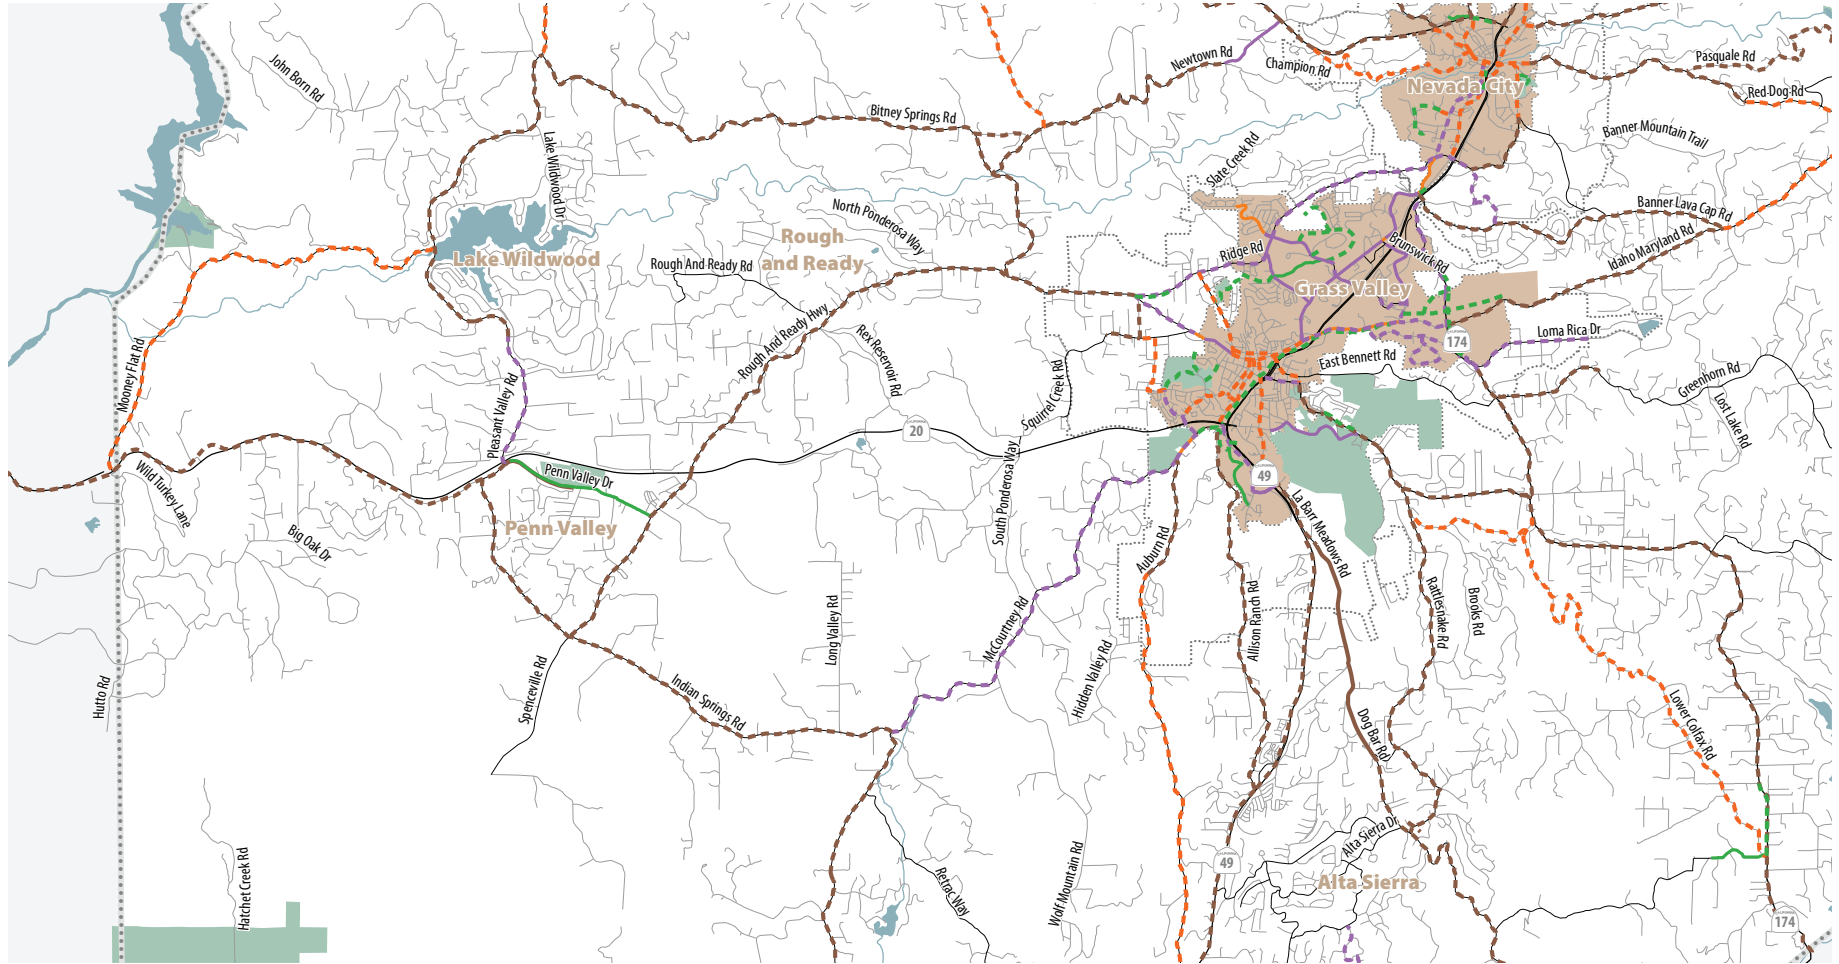 Newtown Rd
John Born Rd
Champion Rd
Pasquale Rd
Nevada City
Red Dog Rd
Bitney Springs Rd
Banner Mountain Trail
Lake Wildwood Dr
Slate Creek Rd
North Ponderosa Way
Banner Lava Cap Rd
Rough
and Ready
Ridge Rd
Brunswick Rd
Idaho Maryland Rd
Lake Wildwood
Rough And Ready Rd
Grass Valley
Loma Rica Dr
CALIFORNIA
174
Rough And Ready Hwy
Rex Reservoir Rd
East Bennett Rd
Mooney Flat Rd
Greenhorn Rd
Squirrel Creek Rd
Pleasant Valley Rd
Lost Lake Rd
CALIFORNIA
20
Penn Valley Dr
CALIFORNIA
49
Wild Turkey Lane
South Ponderosa Way
Penn Valley
La Barr Meadows Rd
Big Oak Dr
Auburn Rd
Allison Ranch Rd
Rattlesnake Rd
Brooks Rd
Long Valley Rd
McCourtney Rd
Hidden Valley Rd
Hutto Rd
Spenceville Rd
Indian Springs Rd
Dog Bar Rd
Lower Colfax Rd
Alta Sierra Dr
CALIFORNIA
49
Hatchet Creek Rd
Retrac Way
Wolf Mountain Rd
Alta Sierra
CALIFORNIA
174